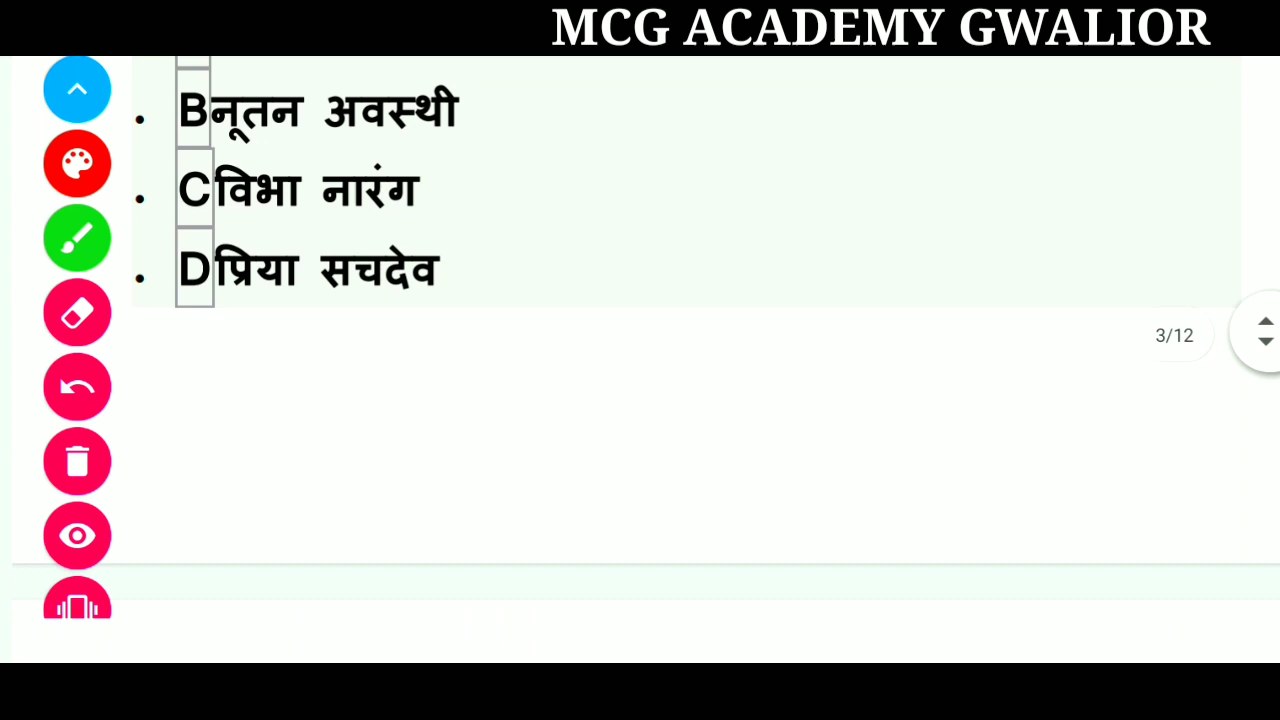 MCG ACADEMY GWALIOR
• Bनूतन अवस्थी
• Cविभा नारंग
• Dप्रिया सचदेव
3/12